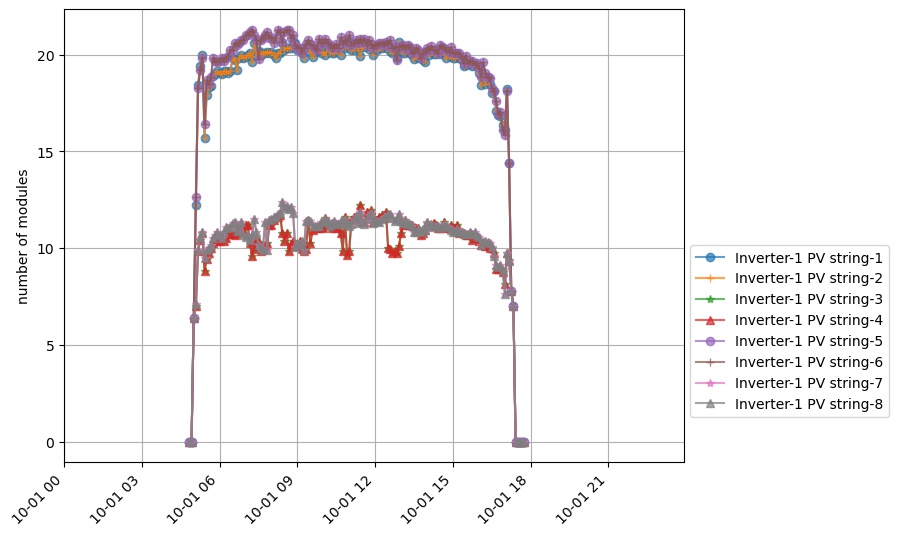 20
15
10
5
0
number of modules
10-01 00
10-01 03
10-01 06
10-01 09
10-01 12
10-01 15
10-01 18
10-01 21
Inverter-1 PV string-1
Inverter-1 PV string-2
Inverter-1 PV string-3
Inverter-1 PV string-4
Inverter-1 PV string-5
Inverter-1 PV string-6
Inverter-1 PV string-7
Inverter-1 PV string-8